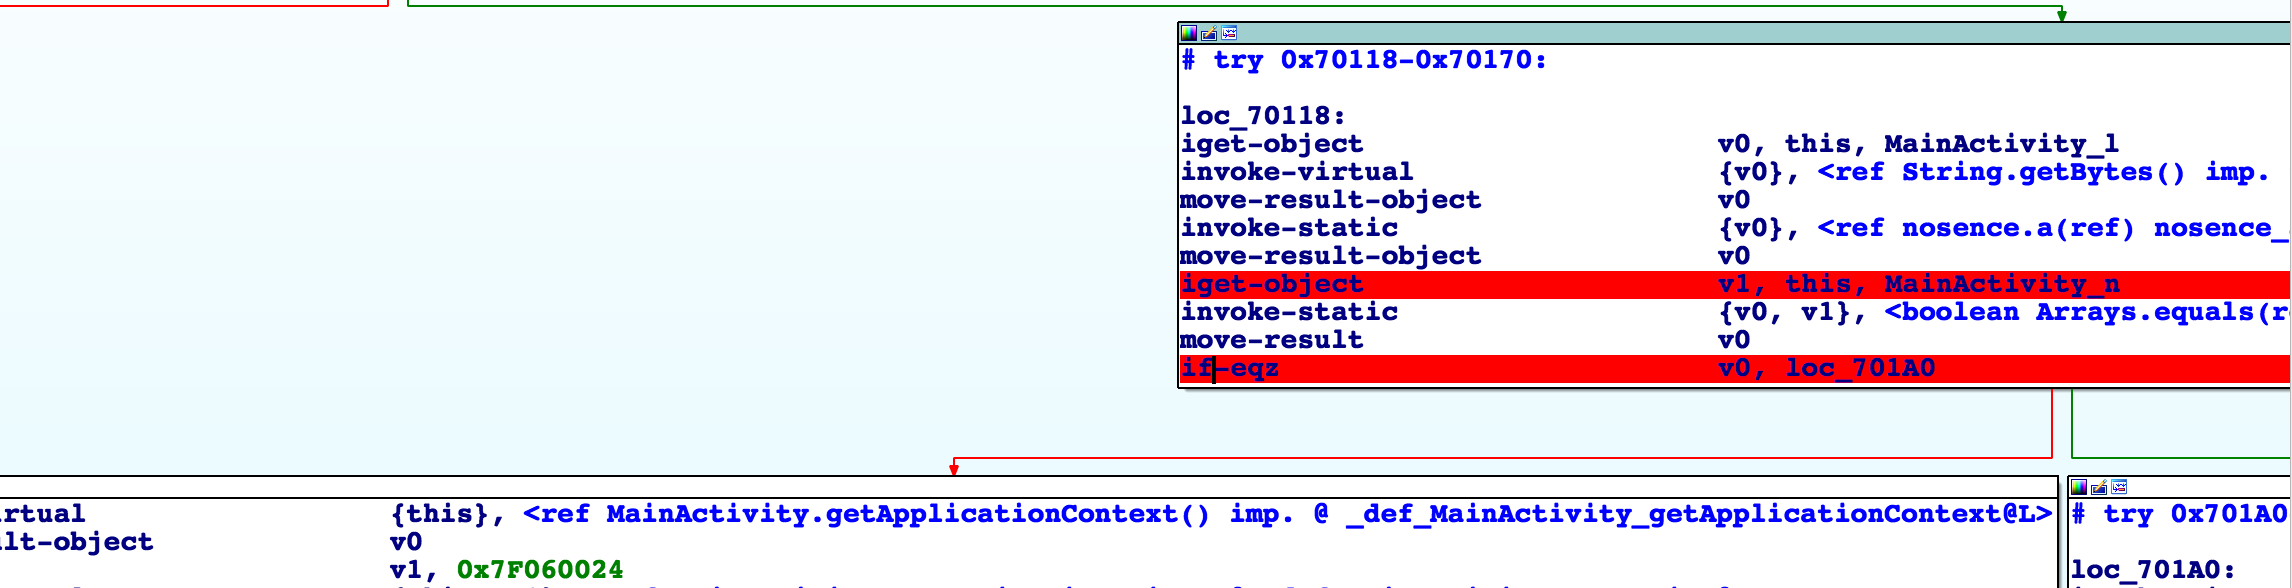 # try 0x70118-0x70170:
loc_70118:
iget-object v0, this, MainActivity_l
invoke-virtual {v0}, <ref String.getBytes() imp.
move-result-object v0
invoke-static {v0}, <ref nosence.a(ref) nosence_
move-result-object v0
iget-object v1, this, MainActivity_n
invoke-static {v0, v1}, <boolean Arrays.equals(r
move-result v0
if-eqz v0, loc_701A0
rtual {this}, <ref MainActivity.getApplicationContext() imp. @ _def_MainActivity_getApplicationContext@L>
lt-object v0
v1, 0x7F060024
# try 0x701A0
loc_701A0: